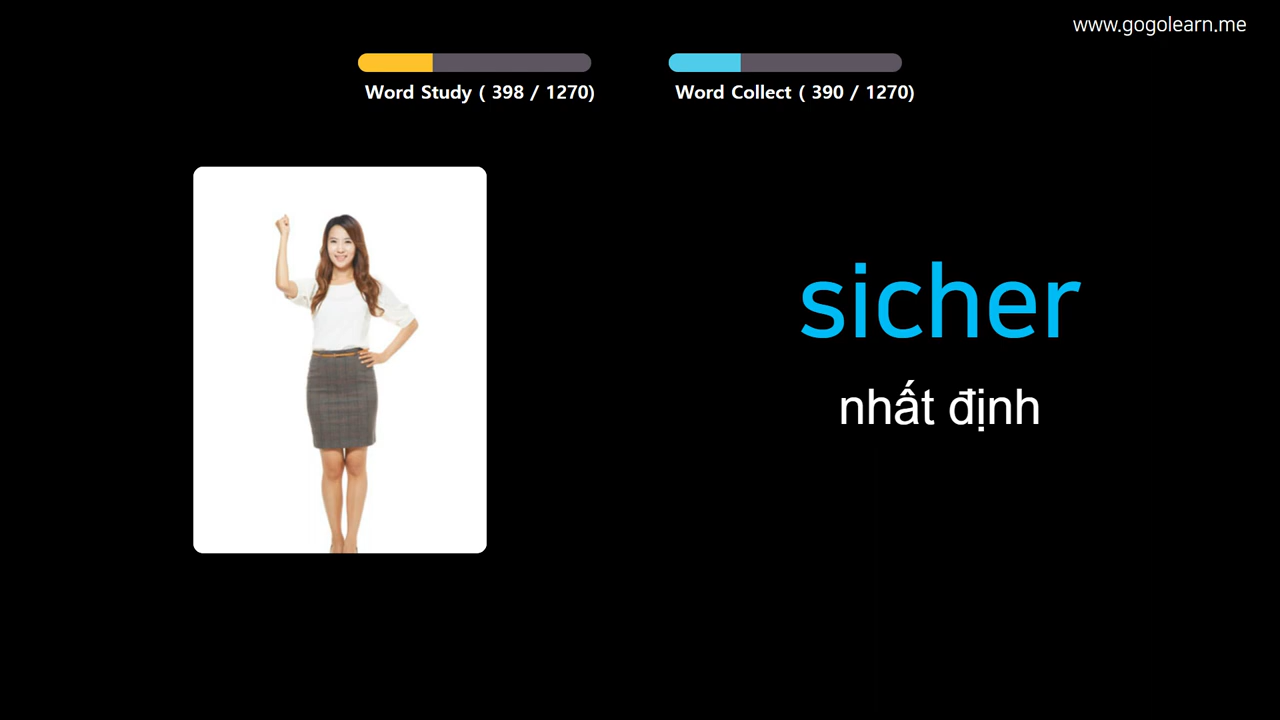 www.gogolearn.me
Word Study ( 398 / 1270)
Word Collect ( 390 / 1270)
sicher
nhất định